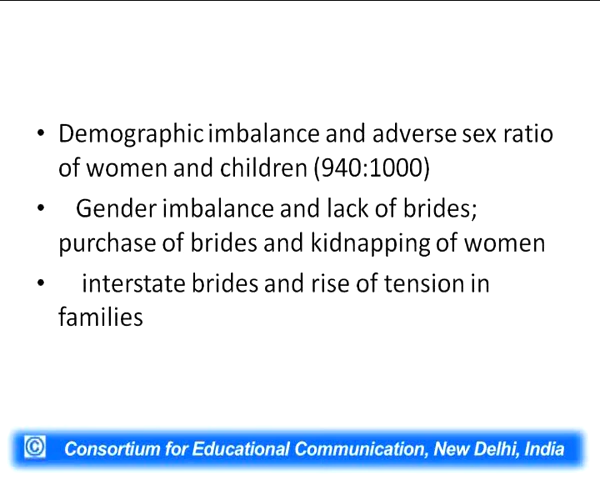 • Demographic imbalance and adverse sex ratio
of women and children (940:1000)
• Gender imbalance and lack of brides;
purchase of brides and kidnapping of women
• interstate brides and rise of tension in
families
© Consortium for Educational Communication, New Delhi, India